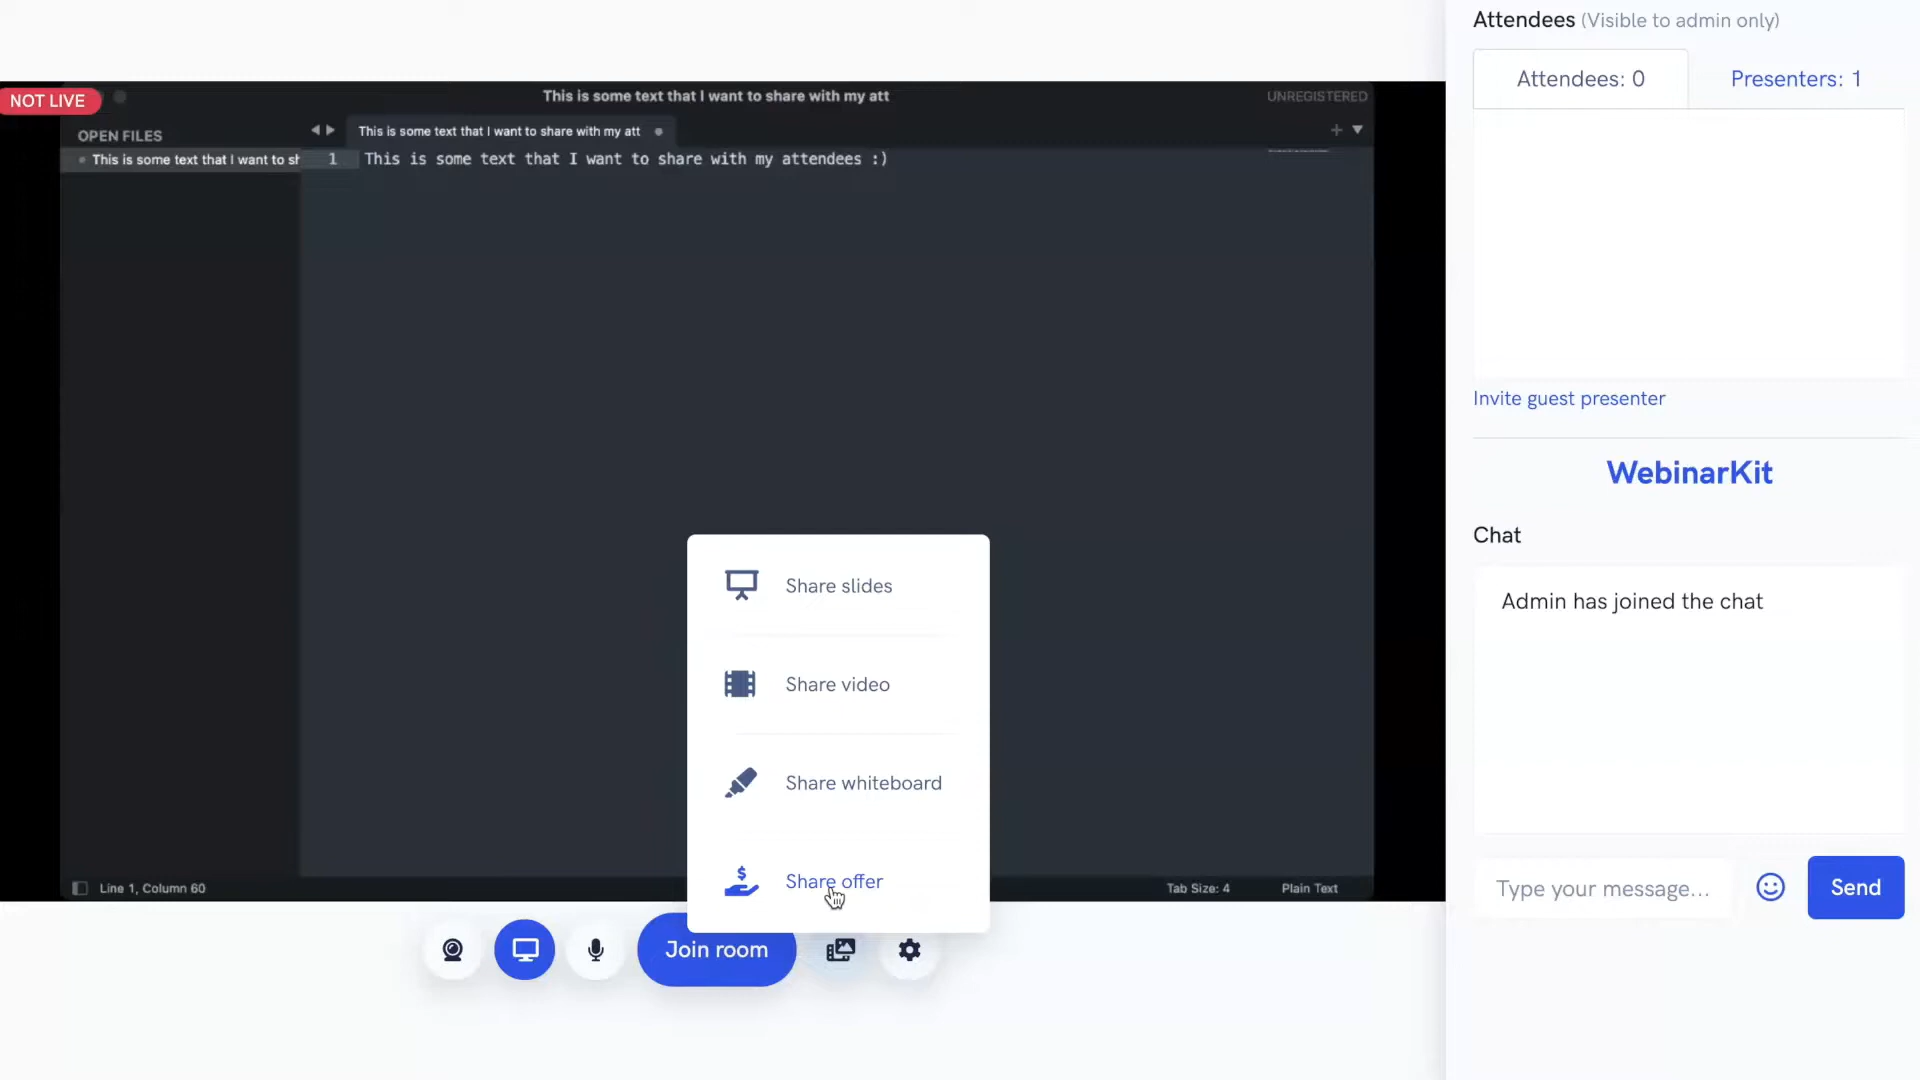 Attendees (Visible to admin only)
Attendees: 0
Presenters: 1
NOT LIVE
This is some text that I want to share with my att
UNREGISTERED
OPEN FILES
This is some text that I want to share with my att
This is some text that I want to sh
1 This is some text that I want to share with my attendees :)
Invite guest presenter
WebinarKit
Chat
Admin has joined the chat
Share slides
Share video
Share whiteboard
Share offer
Line 1, Column 60
Tab Size: 4
Plain Text
Type your message...
Send
Join room